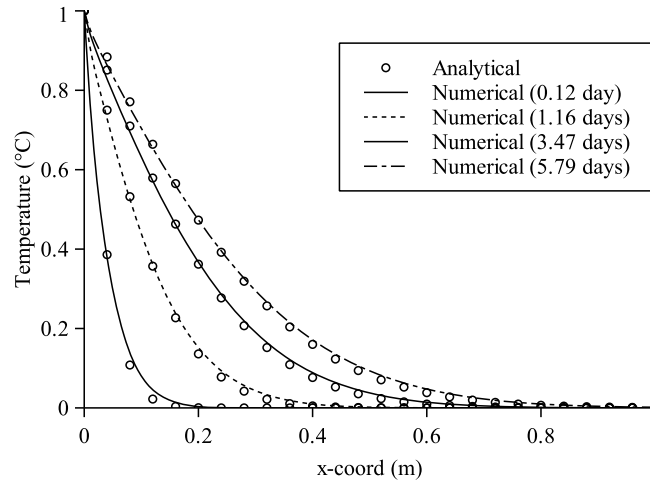 1
0.8
0.6
0.4
0.2
0
Temperature (°C)
Analytical
Numerical (0.12 day)
Numerical (1.16 days)
Numerical (3.47 days)
Numerical (5.79 days)
0
0.2
0.4
0.6
0.8
x-coord (m)